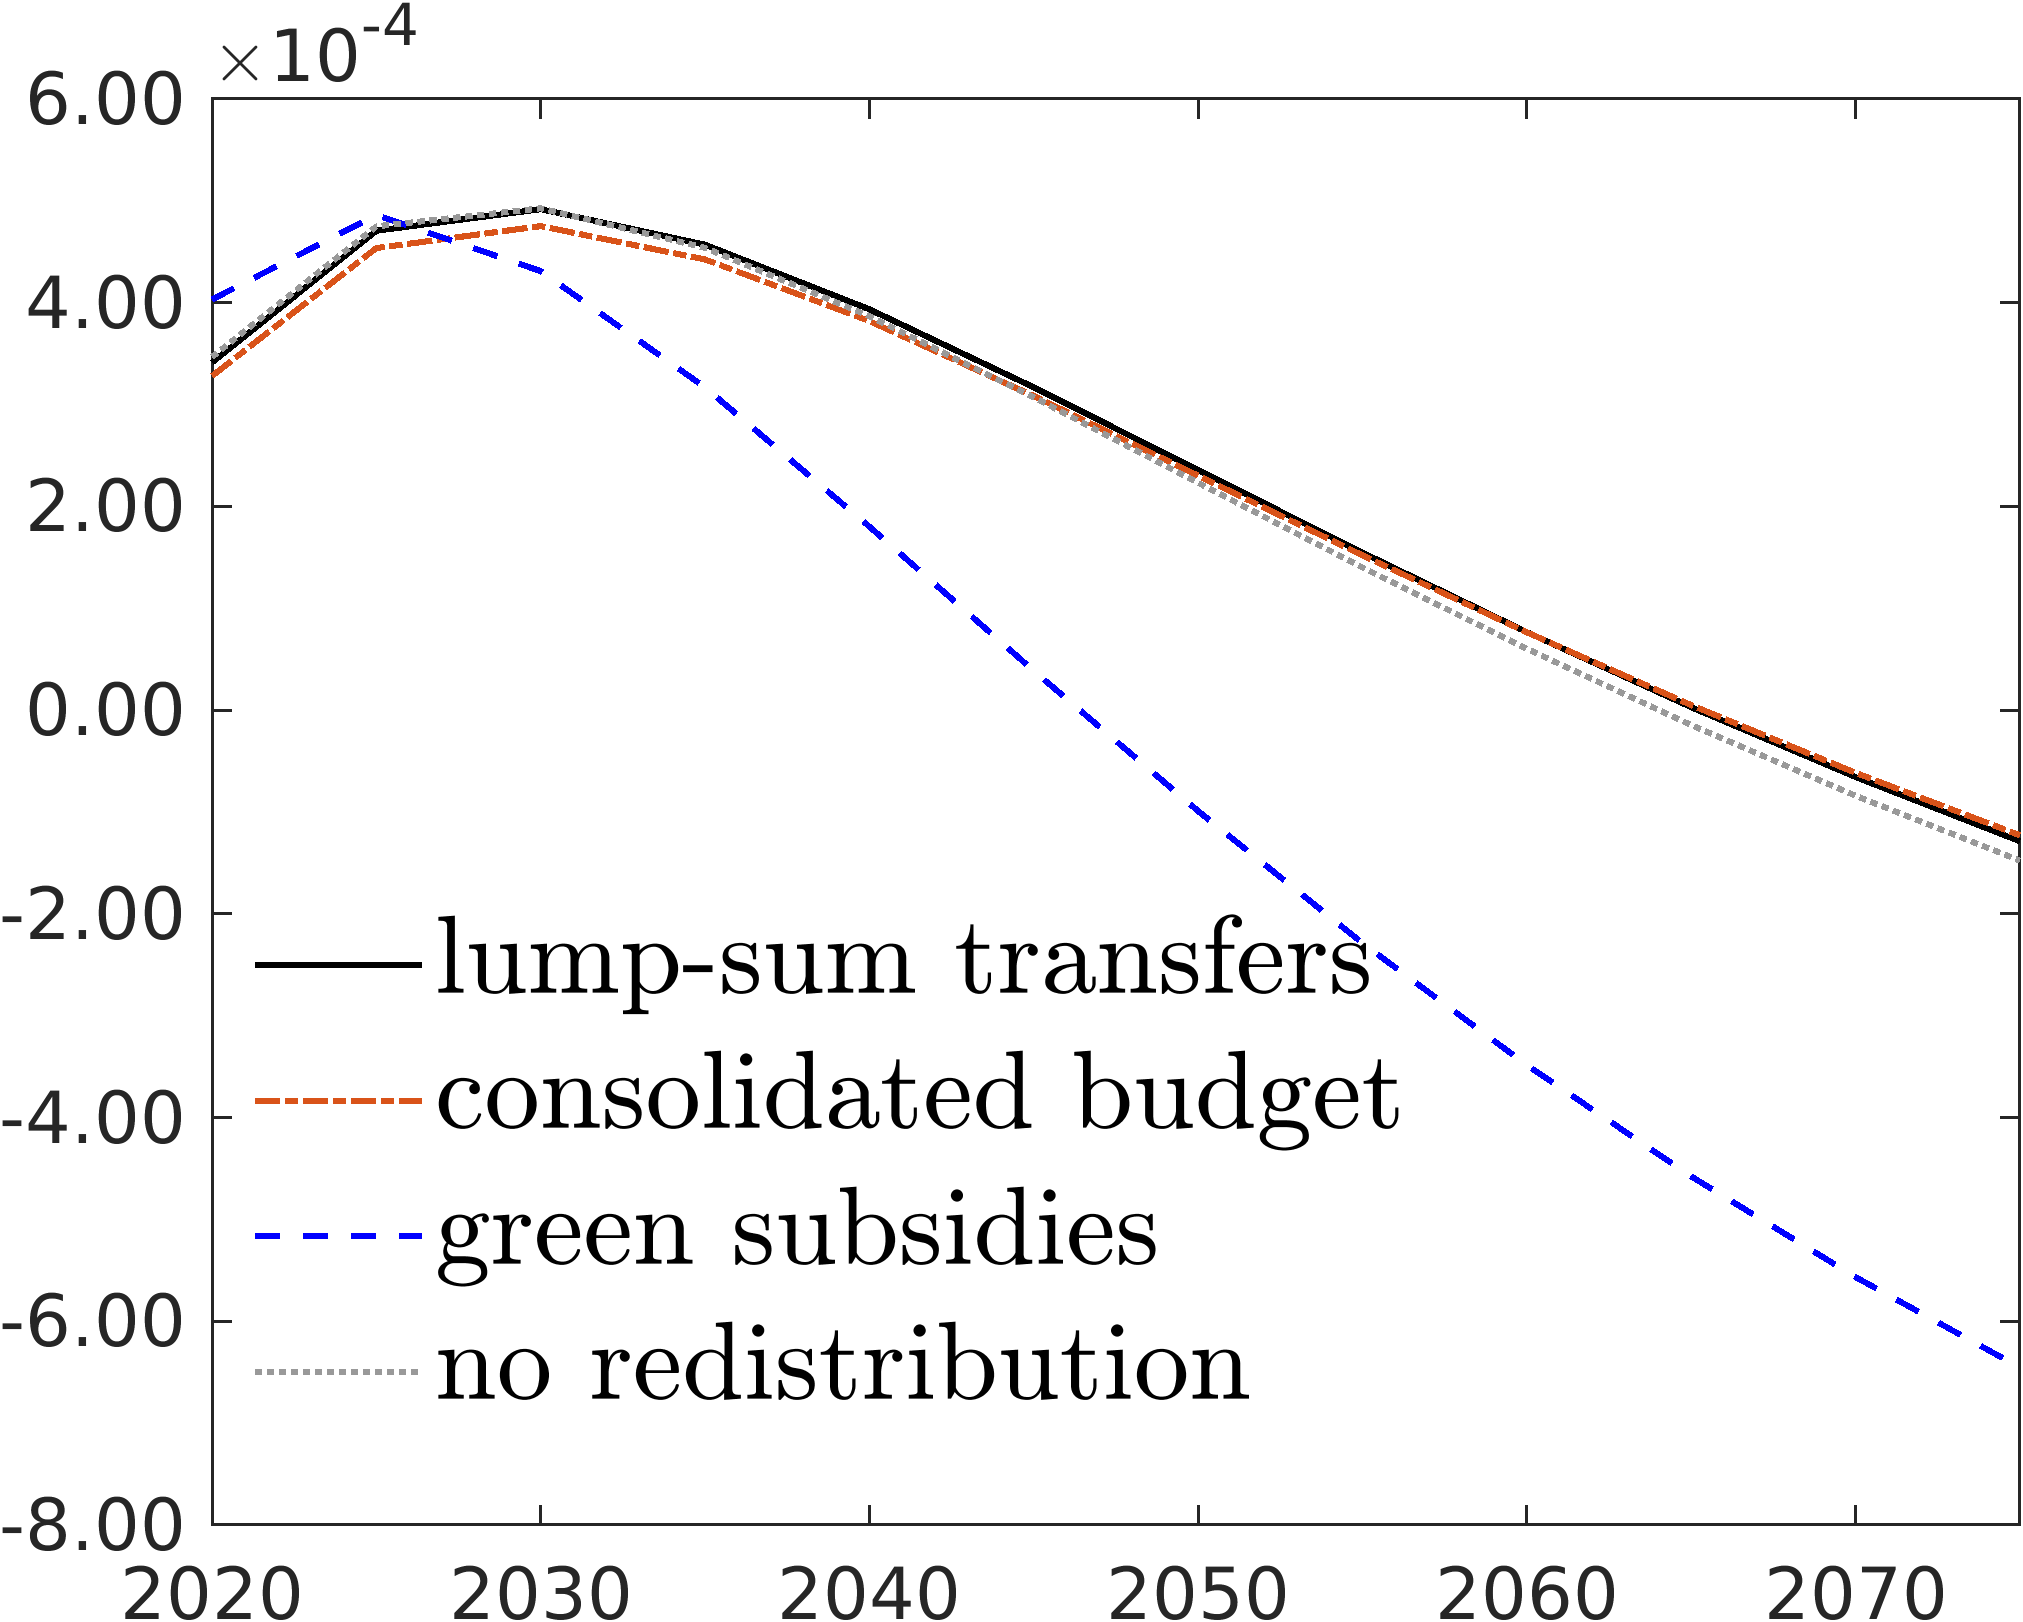 ×10-4
6.00
4.00
2.00
0.00
-2.00
-4.00
-6.00
-8.00
lump-sum transfers
consolidated budget
green subsidies
no redistribution
2020 2030 2040 2050 2060 2070